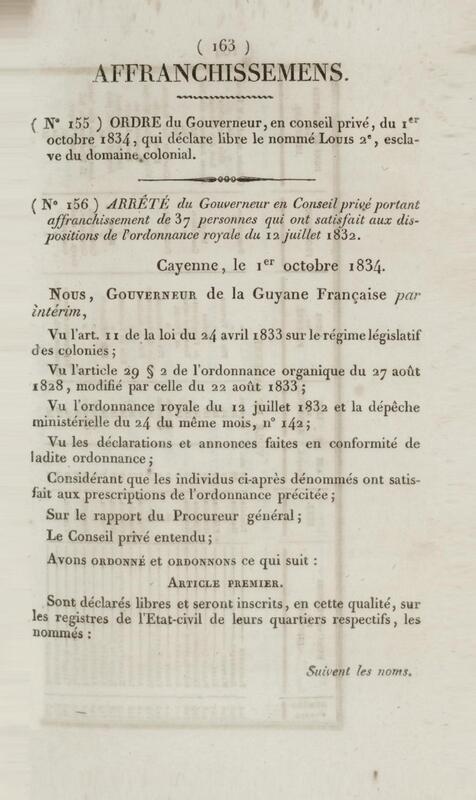 ( 163 )
AFFRANCHISSEMENS.
( N° 155 ) ORDRE du Gouverneur, en conseil privé, du 1er
octobre 1834, qui déclare libre le nommé Louis 2e, escla-
ve du domaine colonial.
( N° 156 ) ARRÊTÉ du Gouverneur en Conseil privé portant
affranchissement de 37 personnes qui ont satisfait aux dis-
positions de l'ordonnance royale du 12 juillet 1832.
Cayenne, le 1er octobre 1834.
Nous, Gouverneur de la Guyane Française par
intérim,
Vu l'art. 11 de la loi du 24 avril 1833 sur le régime législatif
des colonies ;
Vu l'article 29 § 2 de l'ordonnance organique du 27 août
1828, modifié par celle du 22 août 1833 ;
Vu l'ordonnance royale du 12 juillet 1832 et la dépêche
ministérielle du 24 du même mois, n° 142 ;
Vu les déclarations et annonces faites en conformité de
ladite ordonnance ;
Considérant que les individus ci-après dénommés ont satis-
fait aux prescriptions de l'ordonnance précitée ;
Sur le rapport du Procureur général ;
Le Conseil privé entendu ;
Avons ordonné et ordonnons ce qui suit :
Article premier.
Sont déclarés libres et seront inscrits, en cette qualité, sur
les registres de l'Etat-civil de leurs quartiers respectifs, les
nommés :
Suivent les noms.